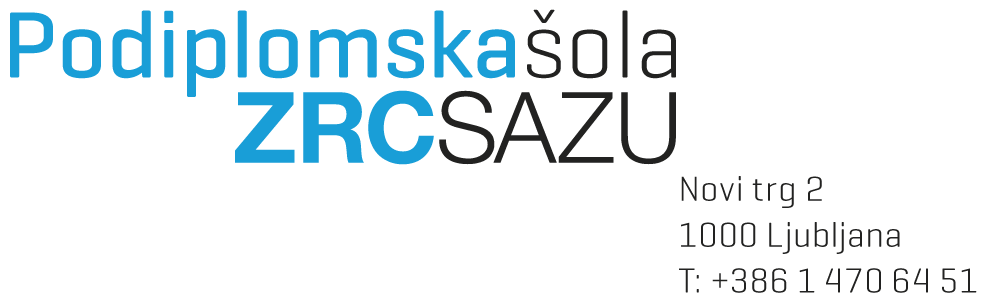 Podiplomskašola
ZRCSAZU
Novi trg 2
1000 Ljubljana
T: +386 1 470 64 51